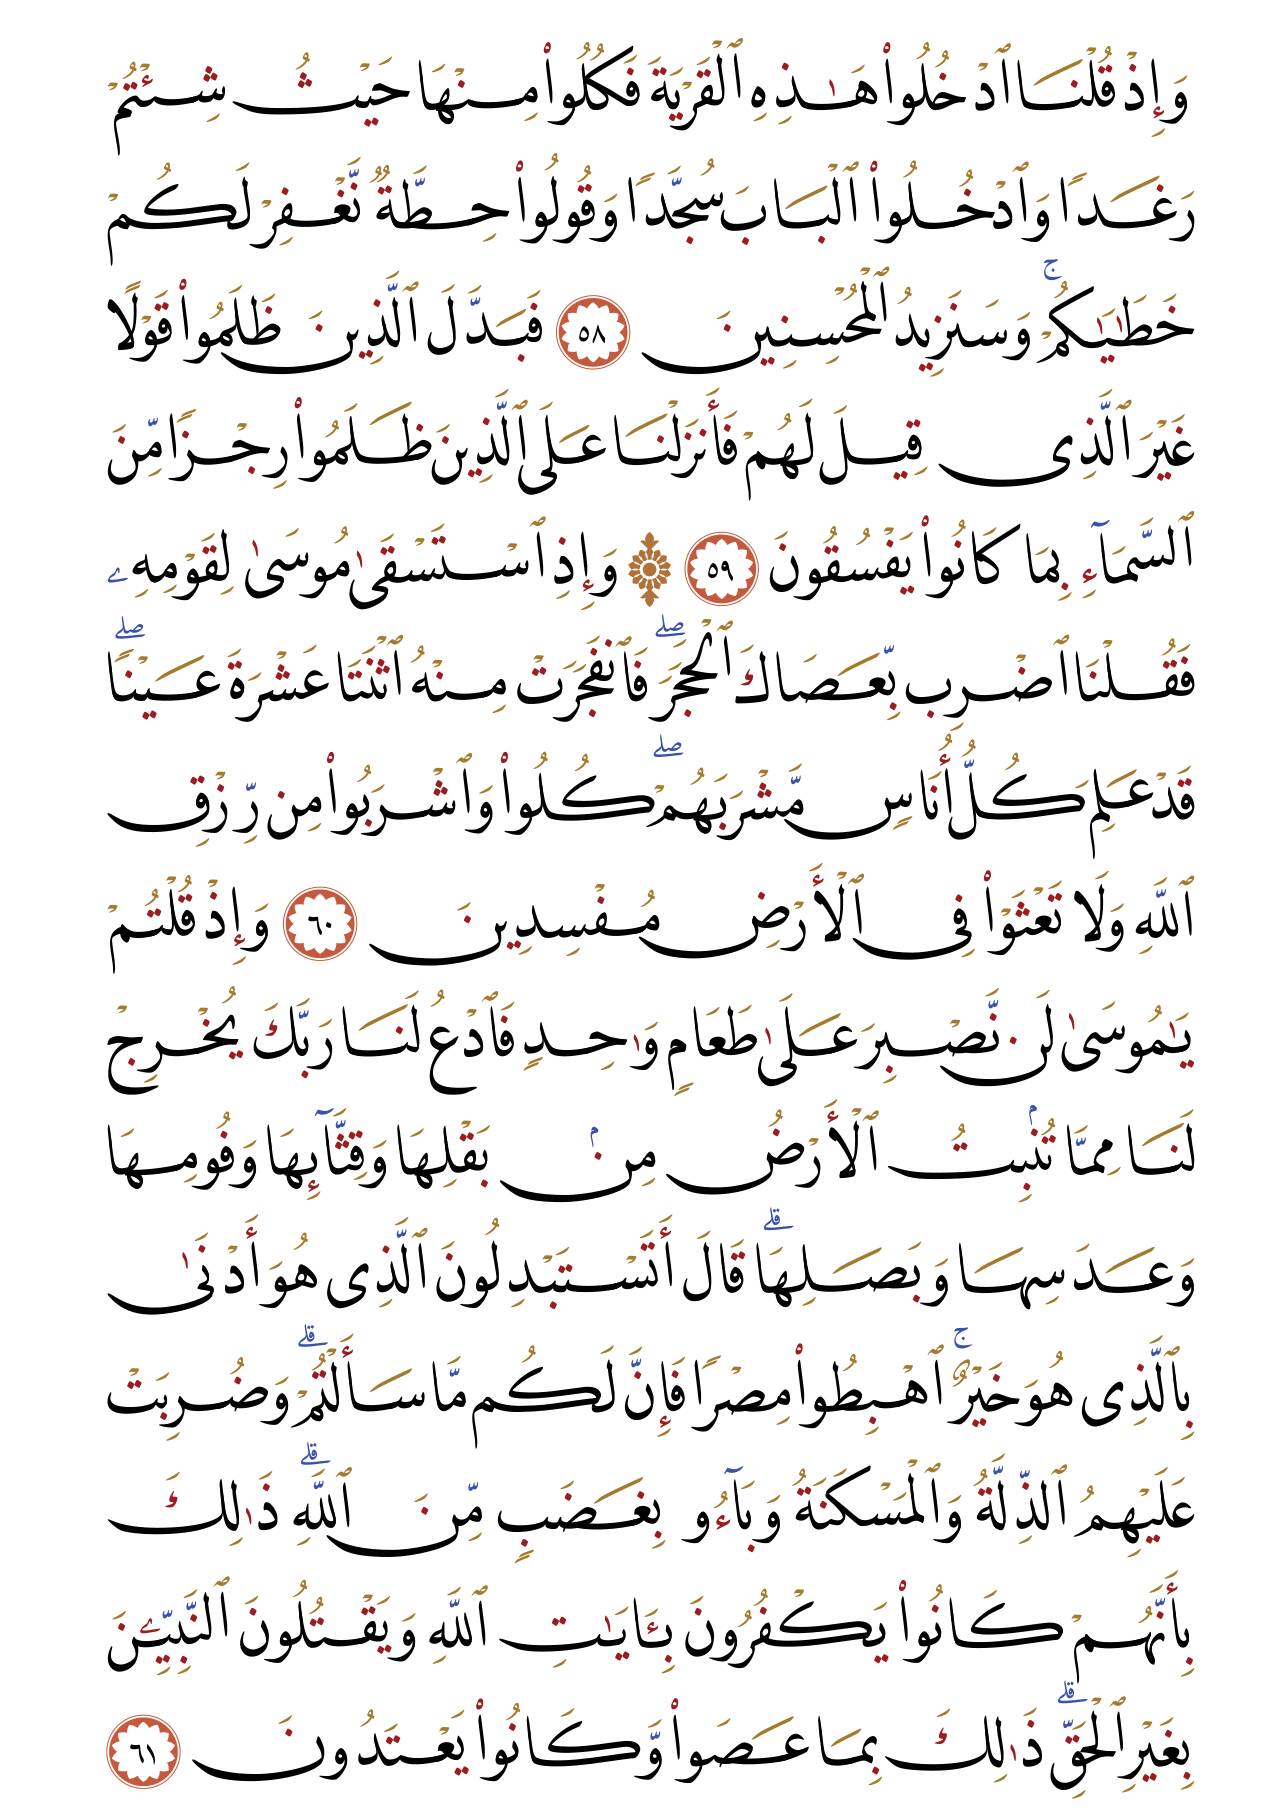 وَإِذْ قُلْنَا ٱدْخُلُوا۟ هَـٰذِهِ ٱلْقَرْيَةَ فَكُلُوا۟ مِنْهَا حَيْثُ شِئْتُمْ
رَغَدًا وَٱدْخُلُوا۟ ٱلْبَابَ سُجَّدًا وَقُولُوا۟ حِطَّةٌ نَّغْفِرْ لَكُمْ
خَطَـٰيَـٰكُمْ ۚ وَسَنَزِيدُ ٱلْمُحْسِنِينَ ٥٨ فَبَدَّلَ ٱلَّذِينَ ظَلَمُوا۟ قَوْلًا
غَيْرَ ٱلَّذِى قِيلَ لَهُمْ فَأَنزَلْنَا عَلَى ٱلَّذِينَ ظَلَمُوا۟ رِجْزًا مِّنَ
ٱلسَّمَآءِ بِمَا كَانُوا۟ يَفْسُقُونَ ٥٩ ۞ وَإِذِ ٱسْتَسْقَىٰ مُوسَىٰ لِقَوْمِهِۦ
فَقُلْنَا ٱضْرِب بِّعَصَاكَ ٱلْحَجَرَ ۖ فَٱنفَجَرَتْ مِنْهُ ٱثْنَتَا عَشْرَةَ عَيْنًا ۖ
قَدْ عَلِمَ كُلُّ أُنَاسٍ مَّشْرَبَهُمْ ۖ كُلُوا۟ وَٱشْرَبُوا۟ مِن رِّزْقِ
ٱللَّهِ وَلَا تَعْثَوْا۟ فِى ٱلْأَرْضِ مُفْسِدِينَ ٦٠ وَإِذْ قُلْتُمْ
يَـٰمُوسَىٰ لَن نَّصْبِرَ عَلَىٰ طَعَامٍ وَٰحِدٍ فَٱدْعُ لَنَا رَبَّكَ يُخْرِجْ
لَنَا مِمَّا تُنۢبِتُ ٱلْأَرْضُ مِنۢ بَقْلِهَا وَقِثَّآئِهَا وَفُومِهَا
وَعَدَسِهَا وَبَصَلِهَا ۖ قَالَ أَتَسْتَبْدِلُونَ ٱلَّذِى هُوَ أَدْنَىٰ
بِٱلَّذِى هُوَ خَيْرٌ ۚ ٱهْبِطُوا۟ مِصْرًا فَإِنَّ لَكُم مَّا سَأَلْتُمْ ۗ وَضُرِبَتْ
عَلَيْهِمُ ٱلذِّلَّةُ وَٱلْمَسْكَنَةُ وَبَآءُو بِغَضَبٍ مِّنَ ٱللَّهِ ۗ ذَٰلِكَ
بِأَنَّهُمْ كَانُوا۟ يَكْفُرُونَ بِـَٔايَـٰتِ ٱللَّهِ وَيَقْتُلُونَ ٱلنَّبِيِّـۧنَ
بِغَيْرِ ٱلْحَقِّ ۗ ذَٰلِكَ بِمَا عَصَوا۟ وَّكَانُوا۟ يَعْتَدُونَ ٦١